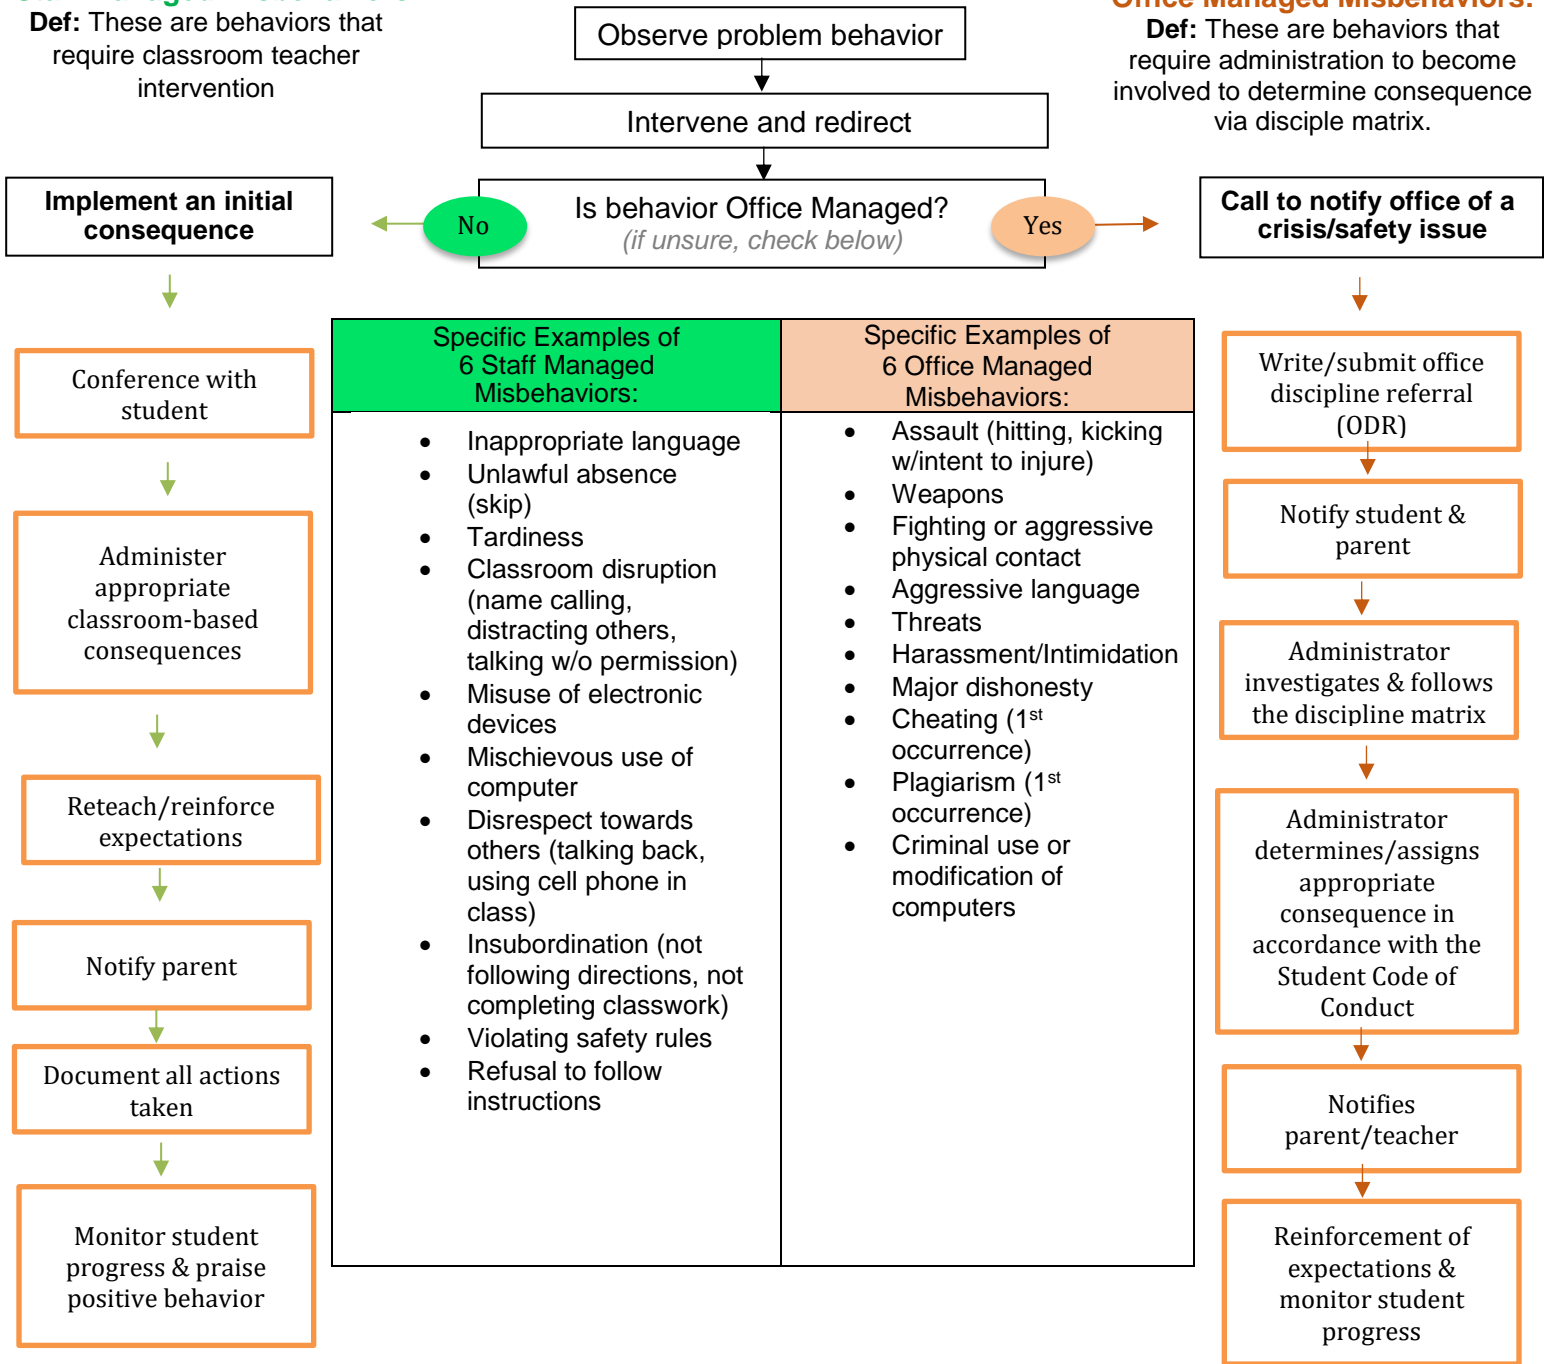 Def: These are behaviors that
require classroom teacher
intervention
Observe problem behavior
Office Managed Misbehaviors:
Def: These are behaviors that
require administration to become
involved to determine consequence
via disciple matrix.
Intervene and redirect
Is behavior Office Managed?
(if unsure, check below)
No
Yes
Implement an initial
consequence
Call to notify office of a
crisis/safety issue
Conference with
student
Administer
appropriate
classroom-based
consequences
Reteach/reinforce
expectations
Notify parent
Document all actions
taken
Monitor student
progress & praise
positive behavior
Specific Examples of
6 Staff Managed
Misbehaviors:
• Inappropriate language
• Unlawful absence
(skip)
• Tardiness
• Classroom disruption
(name calling,
distracting others,
talking w/o permission)
• Misuse of electronic
devices
• Mischievous use of
computer
• Disrespect towards
others (talking back,
using cell phone in
class)
• Insubordination (not
following directions, not
completing classwork)
• Violating safety rules
• Refusal to follow
instructions
Specific Examples of
6 Office Managed
Misbehaviors:
• Assault (hitting, kicking
w/intent to injure)
• Weapons
• Fighting or aggressive
physical contact
• Aggressive language
• Threats
• Harassment/Intimidation
• Major dishonesty
• Cheating (1st
occurrence)
• Plagiarism (1st
occurrence)
• Criminal use or
modification of
computers
Write/submit office
discipline referral
(ODR)
Notify student &
parent
Administrator
investigates & follows
the discipline matrix
Administrator
determines/assigns
appropriate
consequence in
accordance with the
Student Code of
Conduct
Notifies
parent/teacher
Reinforcement of
expectations &
monitor student
progress